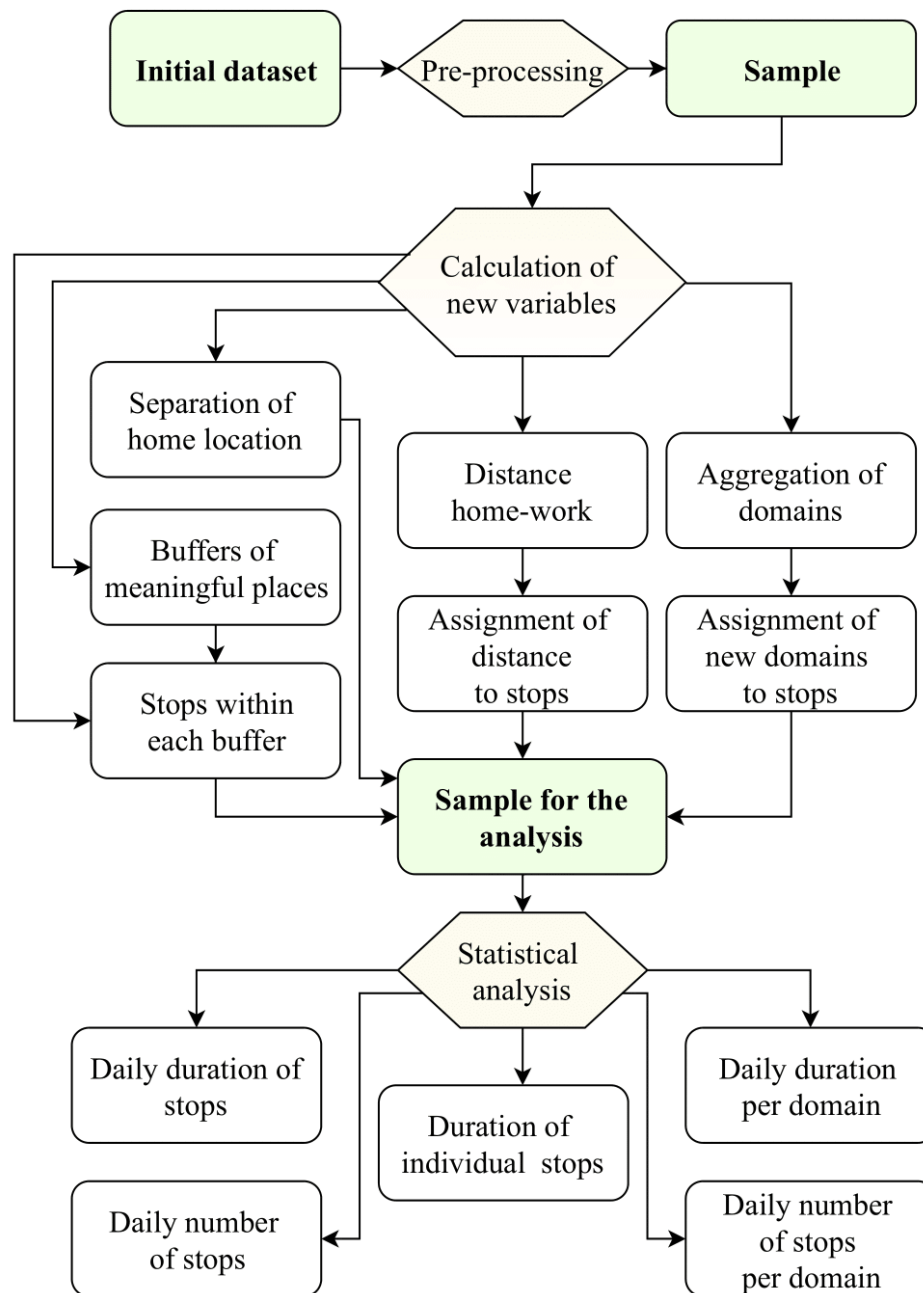 Initial dataset
Pre-processing
Sample
Calculation of
new variables
Separation of
home location
Distance
home-work
Aggregation of
domains
Buffers of
meaningful places
Assignment of
distance
to stops
Assignment of
new domains
to stops
Stops within
each buffer
Sample for the
analysis
Statistical
analysis
Daily duration of
stops
Duration of
individual stops
Daily duration
per domain
Daily number
of stops
Daily number
of stops
per domain